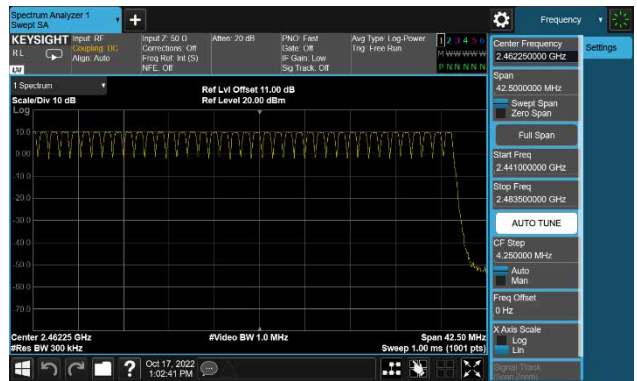 Spectrum Analyzer 1
Swept SA
+
Frequency
KEYSIGHT
RL
LM
Input: RF
Coupling: DC
Align: Auto
Input Z: 50 Ω
Corrections: Off
Freq Ref: Int (S)
NFE: Off
Atten: 20 dB
PNO: Fast
Gate: Off
IF Gain: Low
Sig Track: Off
Avg Type: Log-Power
Trig: Free Run
1 2 3 4 5 6
M W W W W W
P N N N N N
Center Frequency
2.462250000 GHz
Settings
Span
42.5000000 MHz
Swept Span
Zero Span
Full Span
Start Freq
2.441000000 GHz
Stop Freq
2.483500000 GHz
AUTO TUNE
CF Step
4.250000 MHz
Auto
Man
Freq Offset
0 Hz
X Axis Scale
Log
Lin
Signal Track
(Span Zoom)
1 Spectrum
Scale/Div 10 dB
Ref Lvl Offset 11.00 dB
Ref Level 20.00 dBm
Log
10.0
0.00
-10.0
-20.0
-30.0
-40.0
-50.0
-60.0
-70.0
Center 2.46225 GHz
#Res BW 300 kHz
#Video BW 1.0 MHz
Span 42.50 MHz
Sweep 1.00 ms (1001 pts)
?
Oct 17, 2022
1:02:41 PM